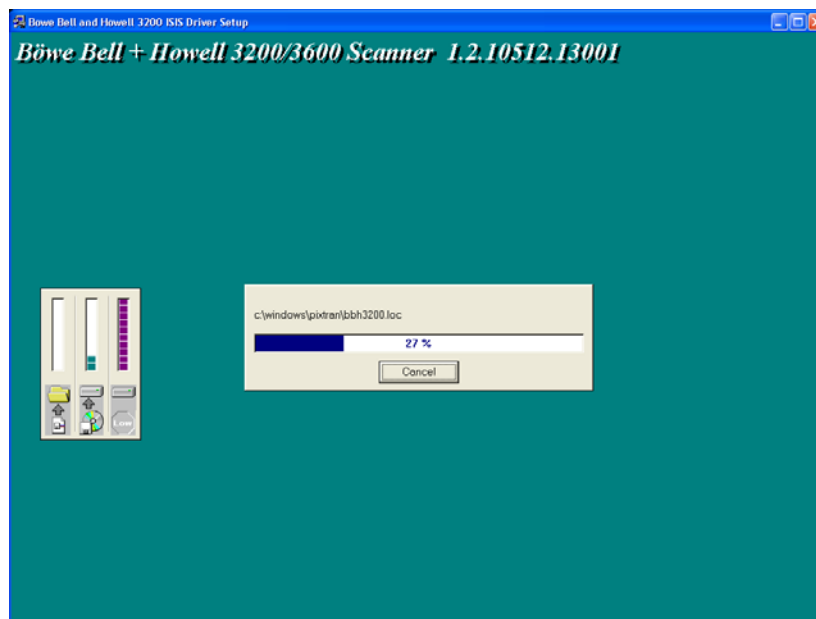 Bowe Bell and Howell 3200 ISIS Driver Setup
Böwe Bell + Howell 3200/3600 Scanner 1.2.10512.13001
c:\windows\pixtran\bbh3200.loc
27 %
Cancel